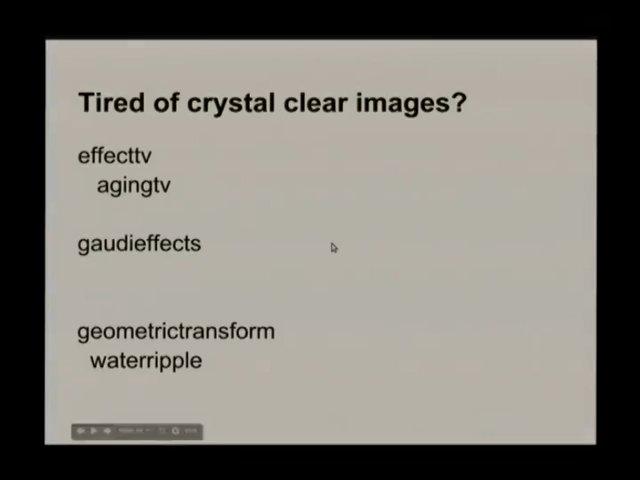 Tired of crystal clear images?
effecttv
agingtv
gaudieffects
geometrictransform
waterripple